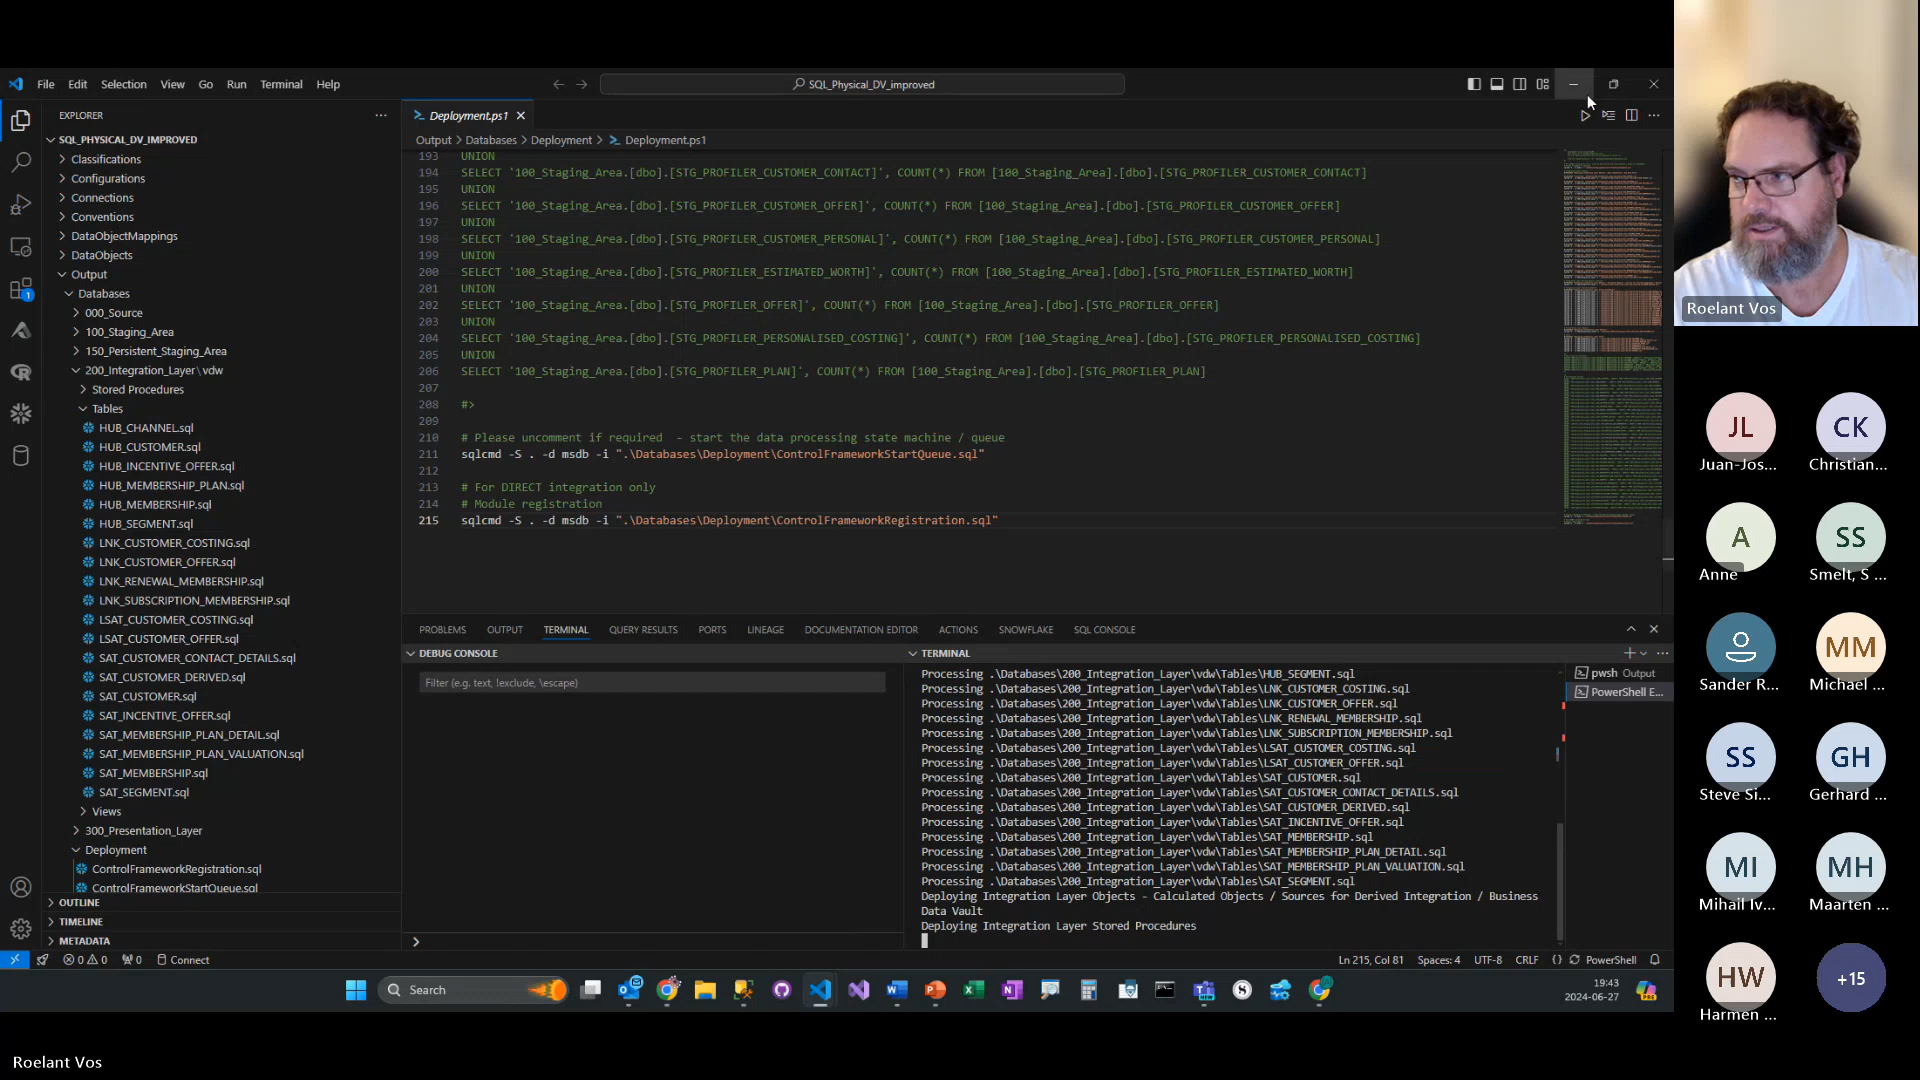 File Edit Selection View Go Run Terminal Help
SQL_Physical_DV_improved
EXPLORER
SQL_PHYSICAL_DV_IMPROVED
Classifications
Configurations
Connections
Conventions
DataObjectMappings
DataObjects
Output
Databases
000_Source
100_Staging_Area
150_Persistent_Staging_Area
200_Integration_Layer\vdw
Stored Procedures
Tables
HUB_CHANNEL.sql
HUB_CUSTOMER.sql
HUB_INCENTIVE_OFFER.sql
HUB_MEMBERSHIP_PLAN.sql
HUB_MEMBERSHIP.sql
HUB_SEGMENT.sql
LNK_CUSTOMER_COSTING.sql
LNK_CUSTOMER_OFFER.sql
LNK_RENEWAL_MEMBERSHIP.sql
LNK_SUBSCRIPTION_MEMBERSHIP.sql
LSAT_CUSTOMER_COSTING.sql
LSAT_CUSTOMER_OFFER.sql
SAT_CUSTOMER_CONTACT_DETAILS.sql
SAT_CUSTOMER_DERIVED.sql
SAT_CUSTOMER.sql
SAT_INCENTIVE_OFFER.sql
SAT_MEMBERSHIP_PLAN_DETAIL.sql
SAT_MEMBERSHIP_PLAN_VALUATION.sql
SAT_MEMBERSHIP.sql
SAT_SEGMENT.sql
Views
300_Presentation_Layer
Deployment
ControlFrameworkRegistration.sql
ControlFrameworkStartQueue.sql
OUTLINE
TIMELINE
METADATA
Deployment.ps1
Output > Databases > Deployment > Deployment.ps1
193 UNION
194 SELECT '100_Staging_Area.[dbo].[STG_PROFILER_CUSTOMER_CONTACT]', COUNT(*) FROM [100_Staging_Area].[dbo].[STG_PROFILER_CUSTOMER_CONTACT]
195 UNION
196 SELECT '100_Staging_Area.[dbo].[STG_PROFILER_CUSTOMER_OFFER]', COUNT(*) FROM [100_Staging_Area].[dbo].[STG_PROFILER_CUSTOMER_OFFER]
197 UNION
198 SELECT '100_Staging_Area.[dbo].[STG_PROFILER_CUSTOMER_PERSONAL]', COUNT(*) FROM [100_Staging_Area].[dbo].[STG_PROFILER_CUSTOMER_PERSONAL]
199 UNION
200 SELECT '100_Staging_Area.[dbo].[STG_PROFILER_ESTIMATED_WORTH]', COUNT(*) FROM [100_Staging_Area].[dbo].[STG_PROFILER_ESTIMATED_WORTH]
201 UNION
202 SELECT '100_Staging_Area.[dbo].[STG_PROFILER_OFFER]', COUNT(*) FROM [100_Staging_Area].[dbo].[STG_PROFILER_OFFER]
203 UNION
204 SELECT '100_Staging_Area.[dbo].[STG_PROFILER_PERSONALISED_COSTING]', COUNT(*) FROM [100_Staging_Area].[dbo].[STG_PROFILER_PERSONALISED_COSTING]
205 UNION
206 SELECT '100_Staging_Area.[dbo].[STG_PROFILER_PLAN]', COUNT(*) FROM [100_Staging_Area].[dbo].[STG_PROFILER_PLAN]
207
208 #>
209
210 # Please uncomment if required - start the data processing state machine / queue
211 sqlcmd -S . -d msdb -i ".\Databases\Deployment\ControlFrameworkStartQueue.sql"
212
213 # For DIRECT integration only
214 # Module registration
215 sqlcmd -S . -d msdb -i ".\Databases\Deployment\ControlFrameworkRegistration.sql"
PROBLEMS OUTPUT TERMINAL QUERY RESULTS PORTS LINEAGE DOCUMENTATION EDITOR ACTIONS SNOWFLAKE SQL CONSOLE
DEBUG CONSOLE
Filter (e.g. text, !exclude, \escape)
TERMINAL
Processing .\Databases\200_Integration_Layer\vdw\Tables\HUB_SEGMENT.sql
Processing .\Databases\200_Integration_Layer\vdw\Tables\LNK_CUSTOMER_COSTING.sql
Processing .\Databases\200_Integration_Layer\vdw\Tables\LNK_CUSTOMER_OFFER.sql
Processing .\Databases\200_Integration_Layer\vdw\Tables\LNK_RENEWAL_MEMBERSHIP.sql
Processing .\Databases\200_Integration_Layer\vdw\Tables\LNK_SUBSCRIPTION_MEMBERSHIP.sql
Processing .\Databases\200_Integration_Layer\vdw\Tables\LSAT_CUSTOMER_COSTING.sql
Processing .\Databases\200_Integration_Layer\vdw\Tables\LSAT_CUSTOMER_OFFER.sql
Processing .\Databases\200_Integration_Layer\vdw\Tables\SAT_CUSTOMER.sql
Processing .\Databases\200_Integration_Layer\vdw\Tables\SAT_CUSTOMER_CONTACT_DETAILS.sql
Processing .\Databases\200_Integration_Layer\vdw\Tables\SAT_CUSTOMER_DERIVED.sql
Processing .\Databases\200_Integration_Layer\vdw\Tables\SAT_INCENTIVE_OFFER.sql
Processing .\Databases\200_Integration_Layer\vdw\Tables\SAT_MEMBERSHIP.sql
Processing .\Databases\200_Integration_Layer\vdw\Tables\SAT_MEMBERSHIP_PLAN_DETAIL.sql
Processing .\Databases\200_Integration_Layer\vdw\Tables\SAT_MEMBERSHIP_PLAN_VALUATION.sql
Processing .\Databases\200_Integration_Layer\vdw\Tables\SAT_SEGMENT.sql
Deploying Integration Layer Objects - Calculated Objects / Sources for Derived Integration / Business
Data Vault
Deploying Integration Layer Stored Procedures
pwsh Output
PowerShell E...
0 0 0 Connect
Ln 215, Col 81 Spaces: 4 UTF-8 CRLF {} PowerShell
Search
19:43
2024-06-27
Roelant Vos
JL CK
Juan-Jos... Christian...
A SS
Anne Smelt, S ...
MM
Sander R... Michael ...
SS GH
Steve Si... Gerhard ...
MI MH
Mihail Iv... Maarten ...
HW +15
Harmen ...
Roelant Vos